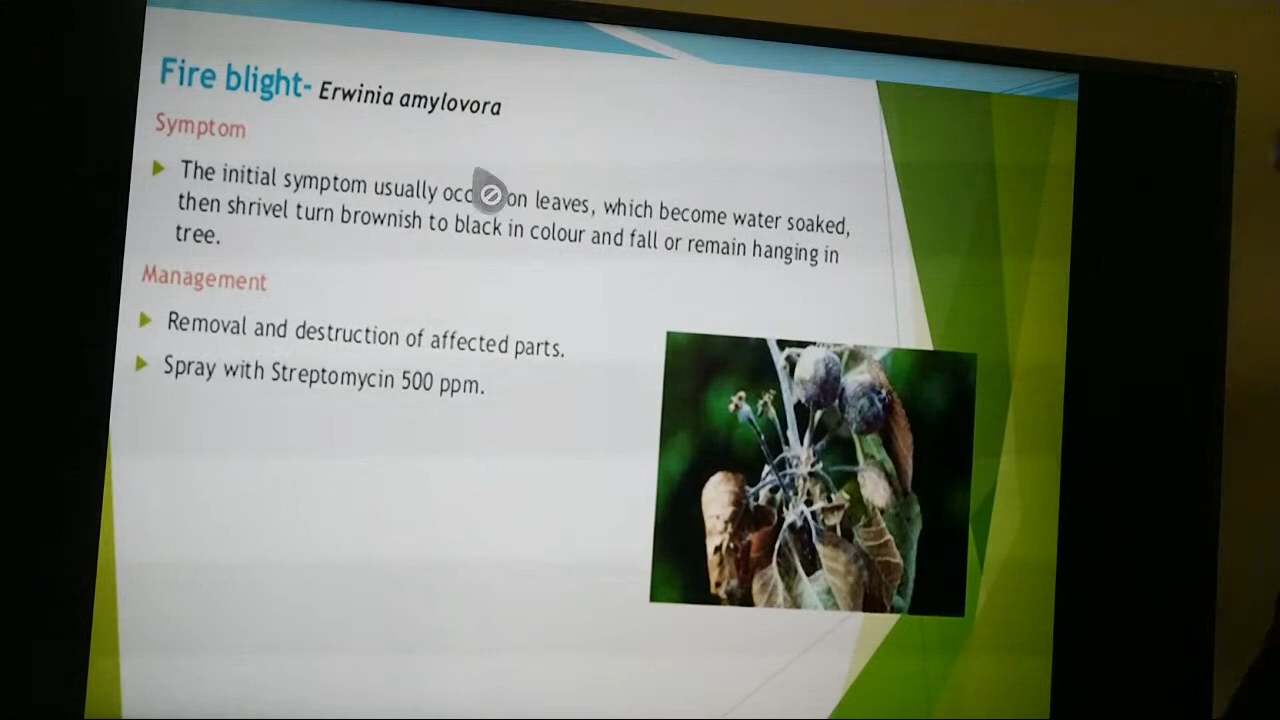 Fire blight- Erwinia amylovora
Symptom
The initial symptom usually on leaves, which become water soaked,
then shrivel turn brownish to black in colour and fall or remain hanging in
tree.
Management
Removal and destruction of affected parts.
Spray with Streptomycin 500 ppm.